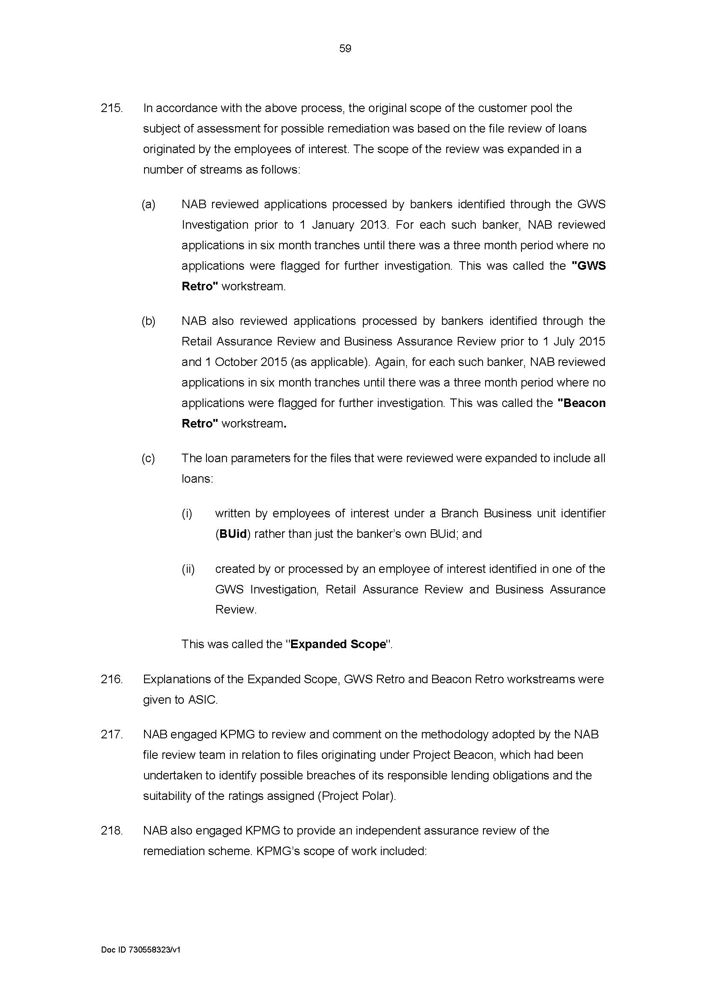 59
215. In accordance with the above process, the original scope of the customer pool the
subject of assessment for possible remediation was based on the file review of loans
originated by the employees of interest. The scope of the review was expanded in a
number of streams as follows:
(a) NAB reviewed applications processed by bankers identified through the GWS
Investigation prior to 1 January 2013. For each such banker, NAB reviewed
applications in six month tranches until there was a three month period where no
applications were flagged for further investigation. This was called the "GWS
Retro" workstream.
(b) NAB also reviewed applications processed by bankers identified through the
Retail Assurance Review and Business Assurance Review prior to 1 July 2015
and 1 October 2015 (as applicable). Again, for each such banker, NAB reviewed
applications in six month tranches until there was a three month period where no
applications were flagged for further investigation. This was called the "Beacon
Retro" workstream.
(c) The loan parameters for the files that were reviewed were expanded to include all
loans:
(i) written by employees of interest under a Branch Business unit identifier
(BUid) rather than just the banker's own BUid; and
(ii) created by or processed by an employee of interest identified in one of the
GWS Investigation, Retail Assurance Review and Business Assurance
Review.
This was called the "Expanded Scope".
216. Explanations of the Expanded Scope, GWS Retro and Beacon Retro workstreams were
given to ASIC.
217. NAB engaged KPMG to review and comment on the methodology adopted by the NAB
file review team in relation to files originating under Project Beacon, which had been
undertaken to identify possible breaches of its responsible lending obligations and the
suitability of the ratings assigned (Project Polar).
218. NAB also engaged KPMG to provide an independent assurance review of the
remediation scheme. KPMG's scope of work included:
Doc ID 730558323/v1